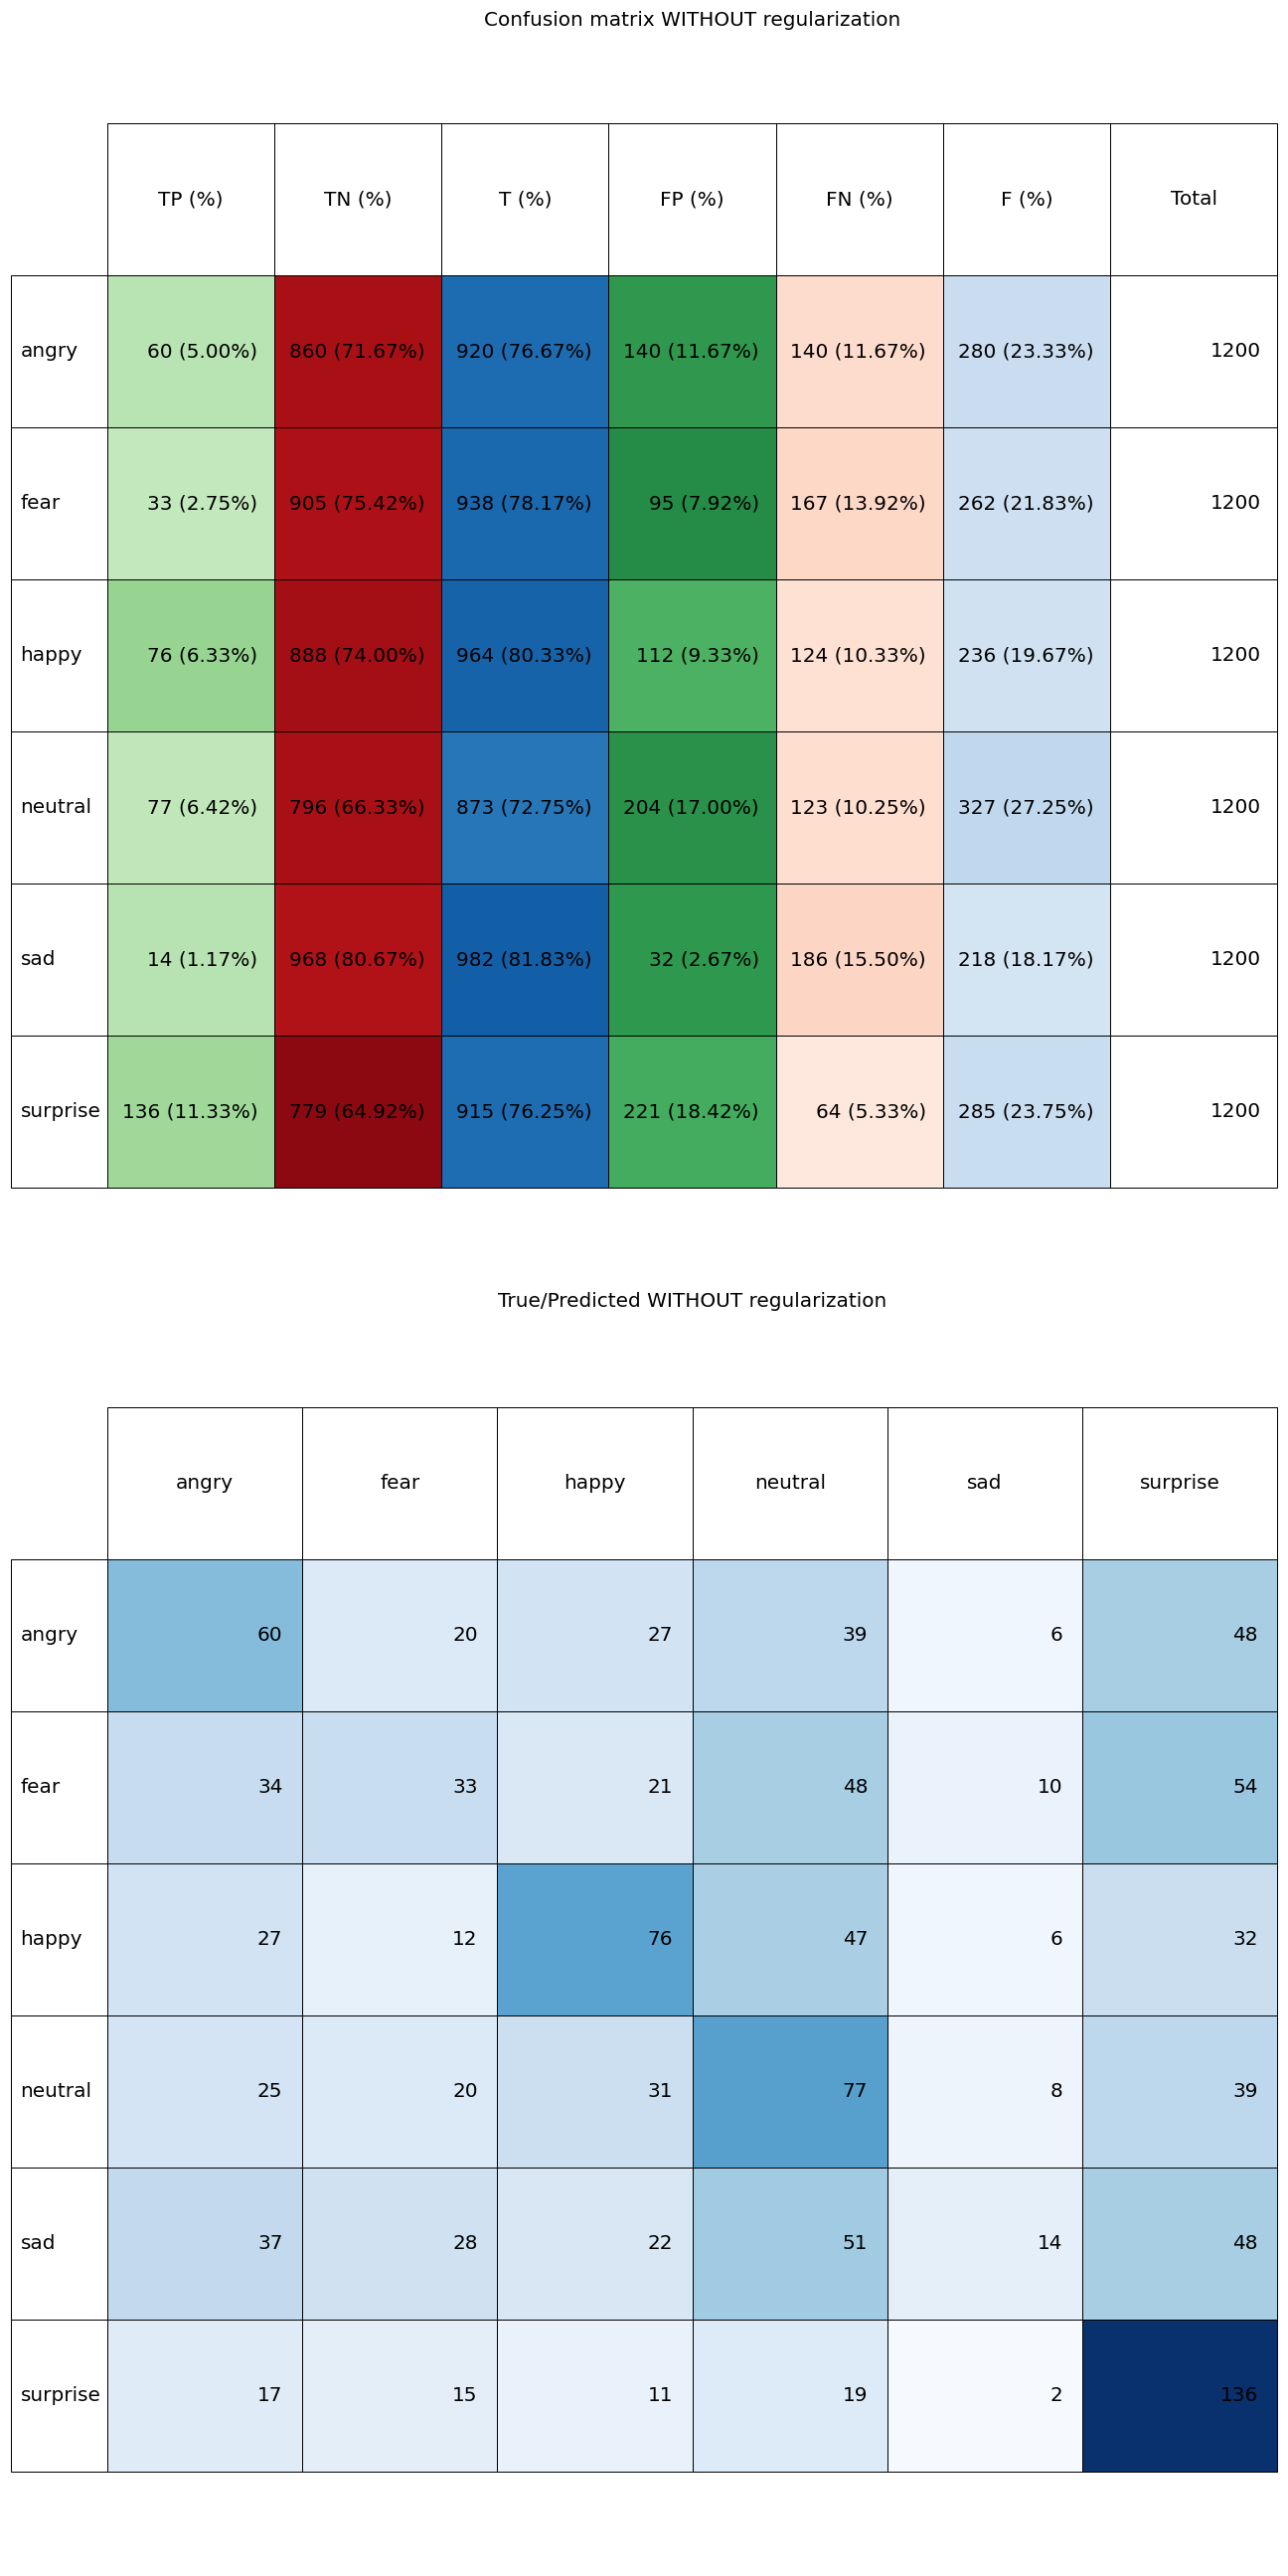 Confusion matrix WITHOUT regularization
TP (%) TN (%) T (%) FP (%) FN (%) F (%) Total
angry 60 (5.00%) 860 (71.67%) 920 (76.67%) 140 (11.67%) 140 (11.67%) 280 (23.33%) 1200
fear 33 (2.75%) 905 (75.42%) 938 (78.17%) 95 (7.92%) 167 (13.92%) 262 (21.83%) 1200
happy 76 (6.33%) 888 (74.00%) 964 (80.33%) 112 (9.33%) 124 (10.33%) 236 (19.67%) 1200
neutral 77 (6.42%) 796 (66.33%) 873 (72.75%) 204 (17.00%) 123 (10.25%) 327 (27.25%) 1200
sad 14 (1.17%) 968 (80.67%) 982 (81.83%) 32 (2.67%) 186 (15.50%) 218 (18.17%) 1200
surprise 136 (11.33%) 779 (64.92%) 915 (76.25%) 221 (18.42%) 64 (5.33%) 285 (23.75%) 1200
True/Predicted WITHOUT regularization
angry fear happy neutral sad surprise
angry 60 20 27 39 6 48
fear 34 33 21 48 10 54
happy 27 12 76 47 6 32
neutral 25 20 31 77 8 39
sad 37 28 22 51 14 48
surprise 17 15 11 19 2 136